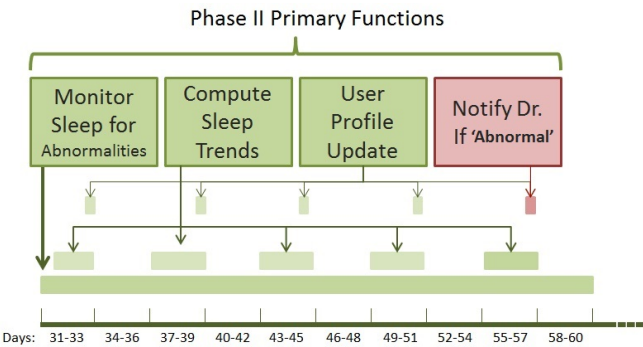 Phase II Primary Functions
Monitor
Sleep for
Abnormalities
Compute
Sleep
Trends
User
Profile
Update
Notify Dr.
If 'Abnormal'
Days: 31-33 34-36 37-39 40-42 43-45 46-48 49-51 52-54 55-57 58-60